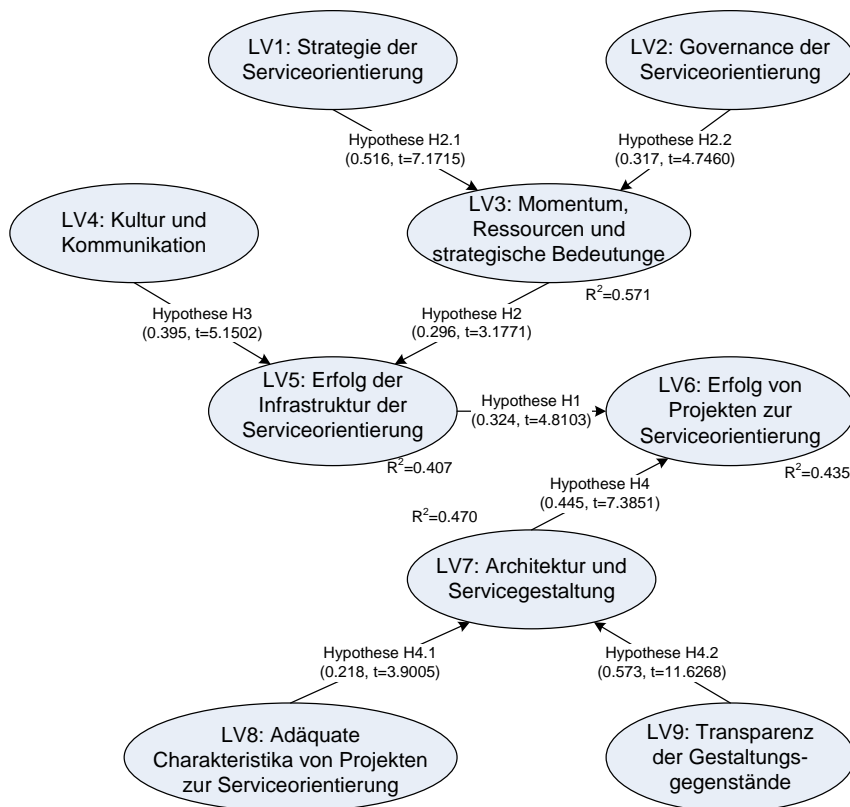 LV1: Strategie der
Serviceorientierung
LV2: Governance der
Serviceorientierung
Hypothese H2.1
(0.516, t=7.1715)
Hypothese H2.2
(0.317, t=4.7460)
LV4: Kultur und
Kommunikation
LV3: Momentum,
Ressourcen und
strategische Bedeutunge
R²=0.571
Hypothese H3
(0.395, t=5.1502)
Hypothese H2
(0.296, t=3.1771)
LV5: Erfolg der
Infrastruktur der
Serviceorientierung
R²=0.407
Hypothese H1
(0.324, t=4.8103)
LV6: Erfolg von
Projekten zur
Serviceorientierung
R²=0.435
Hypothese H4
(0.445, t=7.3851)
R²=0.470
LV7: Architektur und
Servicegestaltung
Hypothese H4.1
(0.218, t=3.9005)
Hypothese H4.2
(0.573, t=11.6268)
LV8: Adäquate
Charakteristika von Projekten
zur Serviceorientierung
LV9: Transparenz
der Gestaltungs-
gegenstände